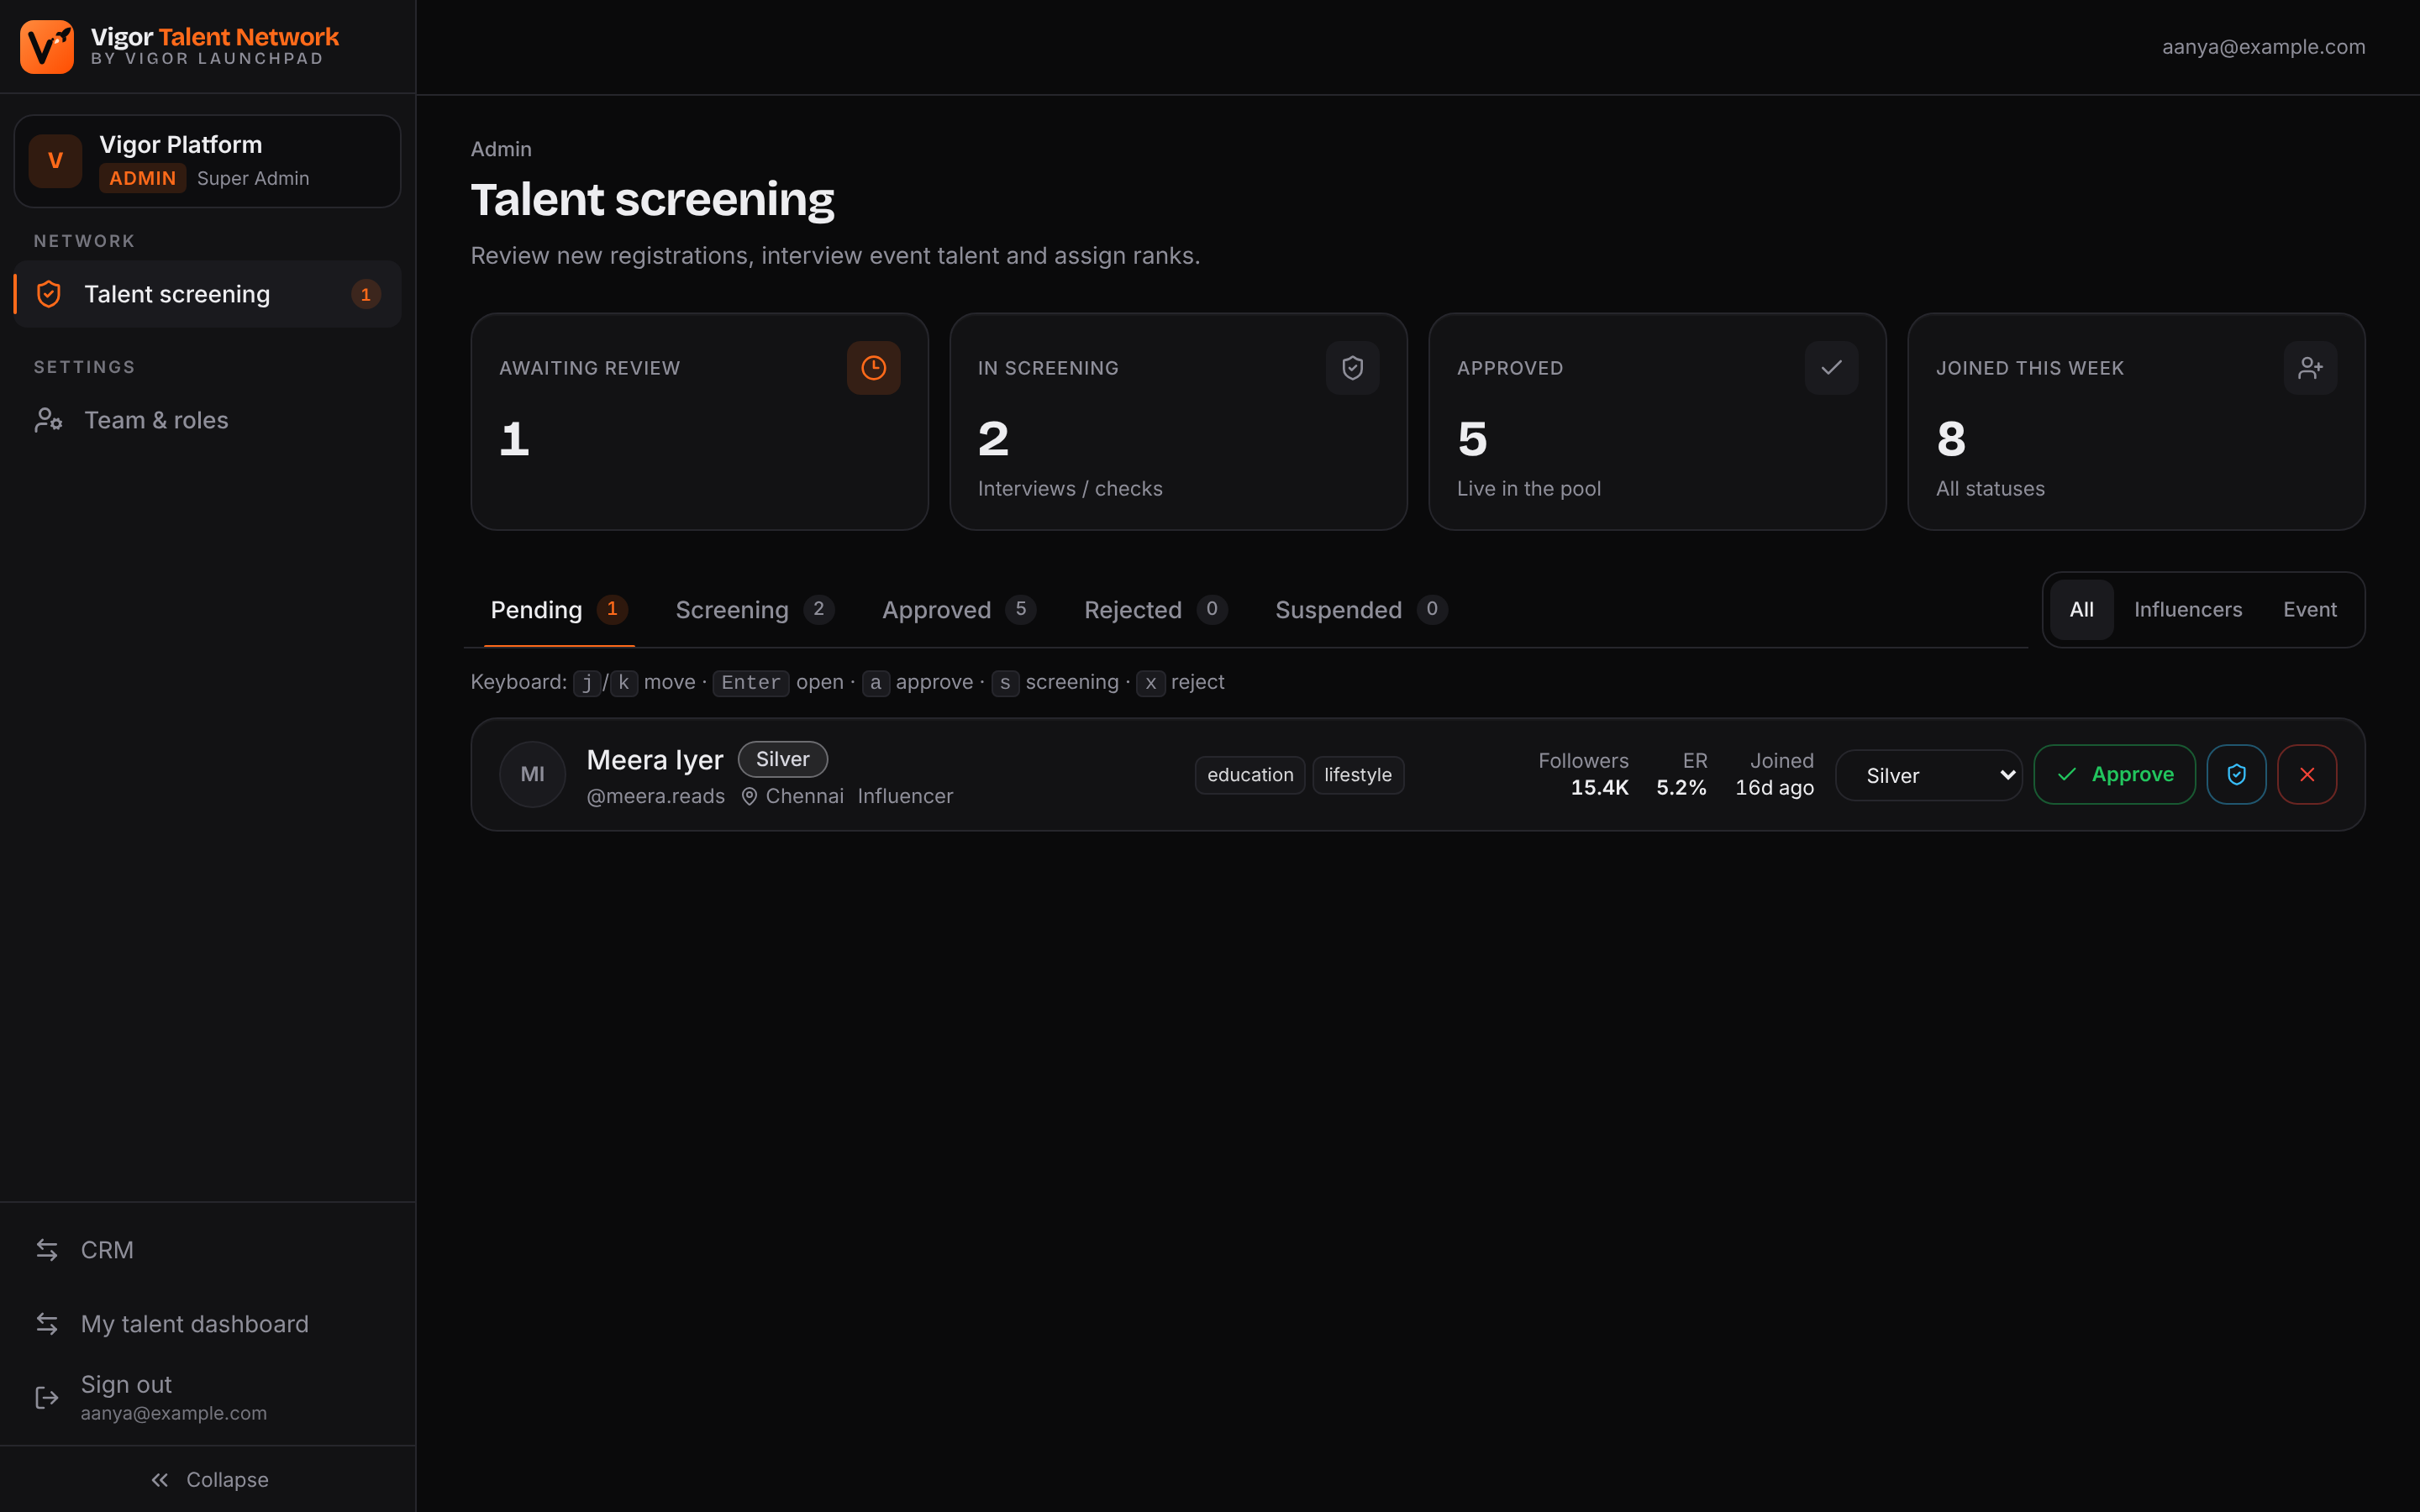 Vigor Talent Network
BY VIGOR LAUNCHPAD
aanya@example.com
V
Vigor Platform
ADMIN Super Admin
NETWORK
Talent screening 1
SETTINGS
Team & roles
CRM
My talent dashboard
Sign out
aanya@example.com
Collapse
Admin
Talent screening
Review new registrations, interview event talent and assign ranks.
AWAITING REVIEW
1
IN SCREENING
2
Interviews / checks
APPROVED
5
Live in the pool
JOINED THIS WEEK
8
All statuses
Pending 1 Screening 2 Approved 5 Rejected 0 Suspended 0
All Influencers Event
Keyboard: j/k move · Enter open · a approve · s screening · x reject
MI
Meera Iyer Silver
@meera.reads Chennai Influencer
education lifestyle
Followers ER Joined
15.4K 5.2% 16d ago
Silver
Approve